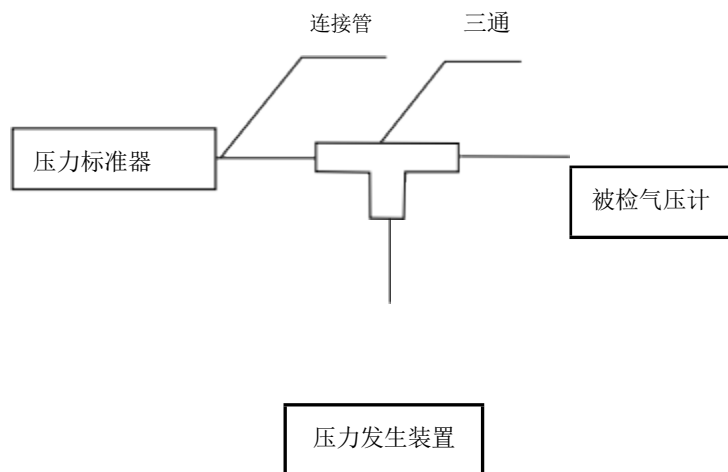 连接管
三通
压力标准器
被检气压计
压力发生装置